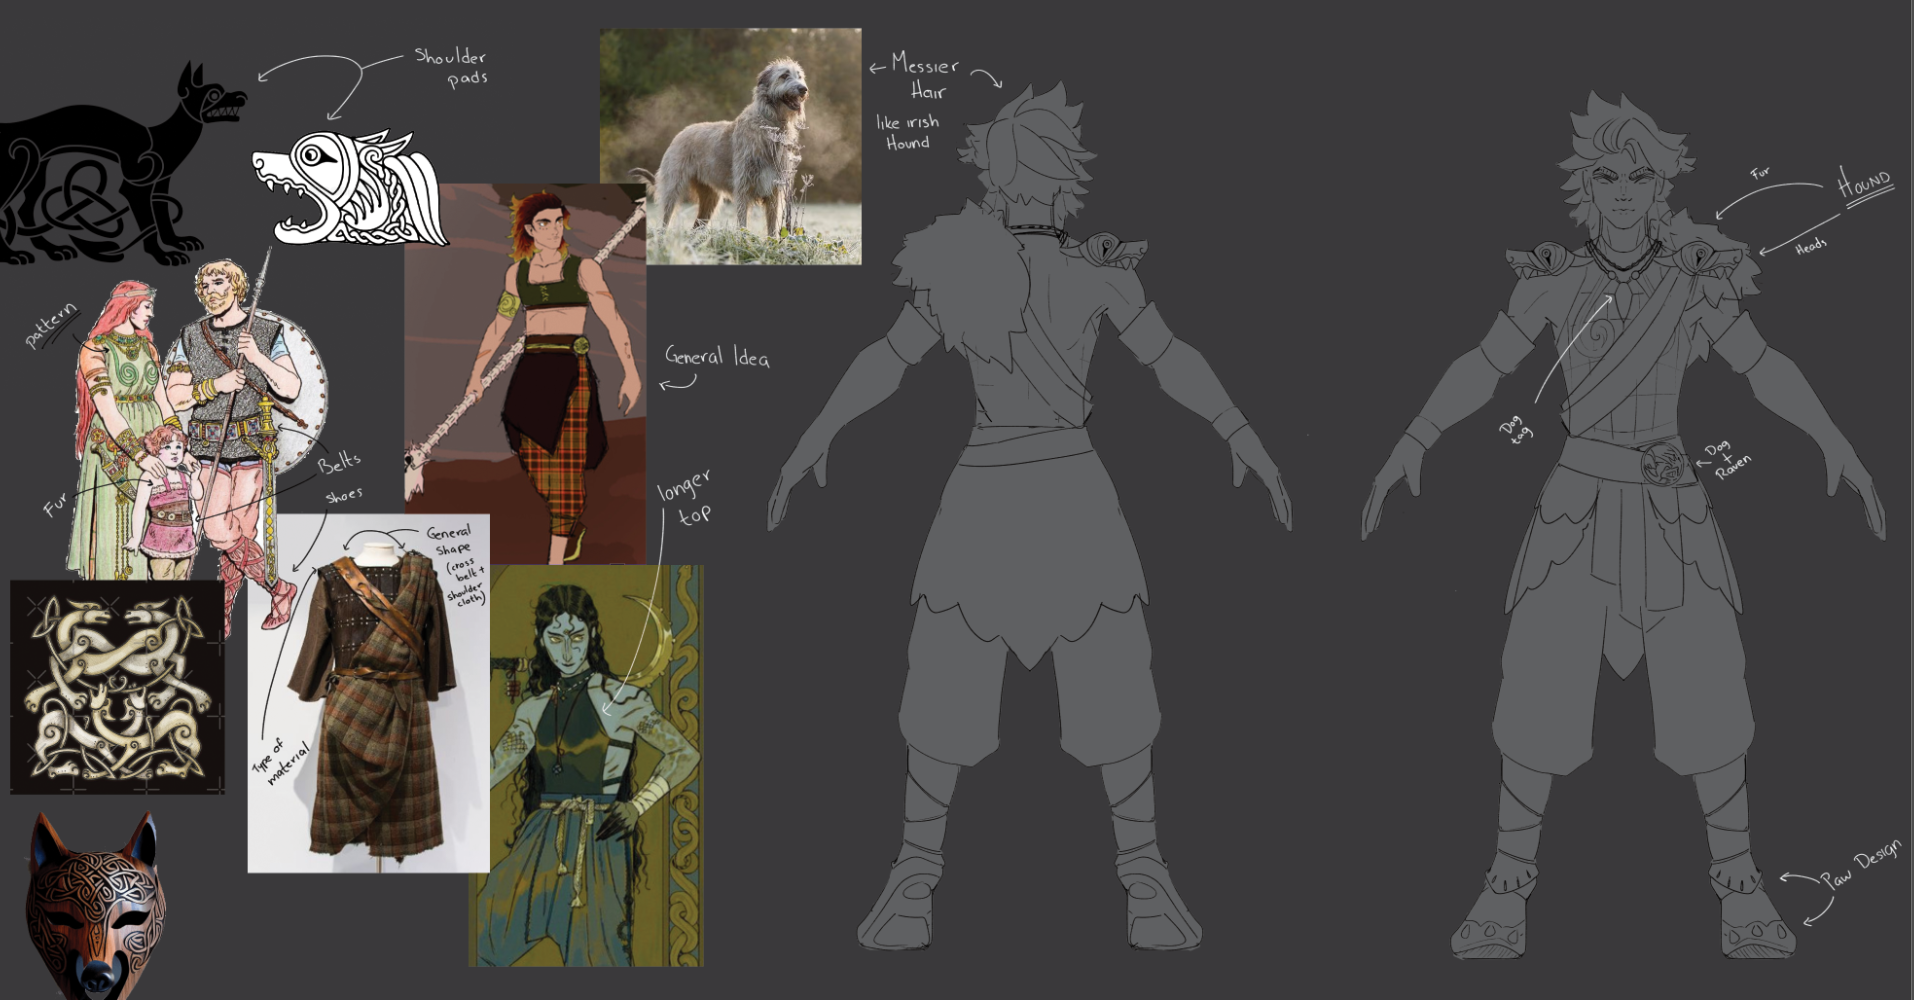 Shoulder
pads
Messier
Hair
like irish
Hound
Fur
HOUND
Heads
pattern
General Idea
Dog
tag
Dog
+
Raven
Belts
Fur
Shoes
longer
top
General
Shape
(cross
belt +
shoulder
cloth)
Type of
material
Paw Design